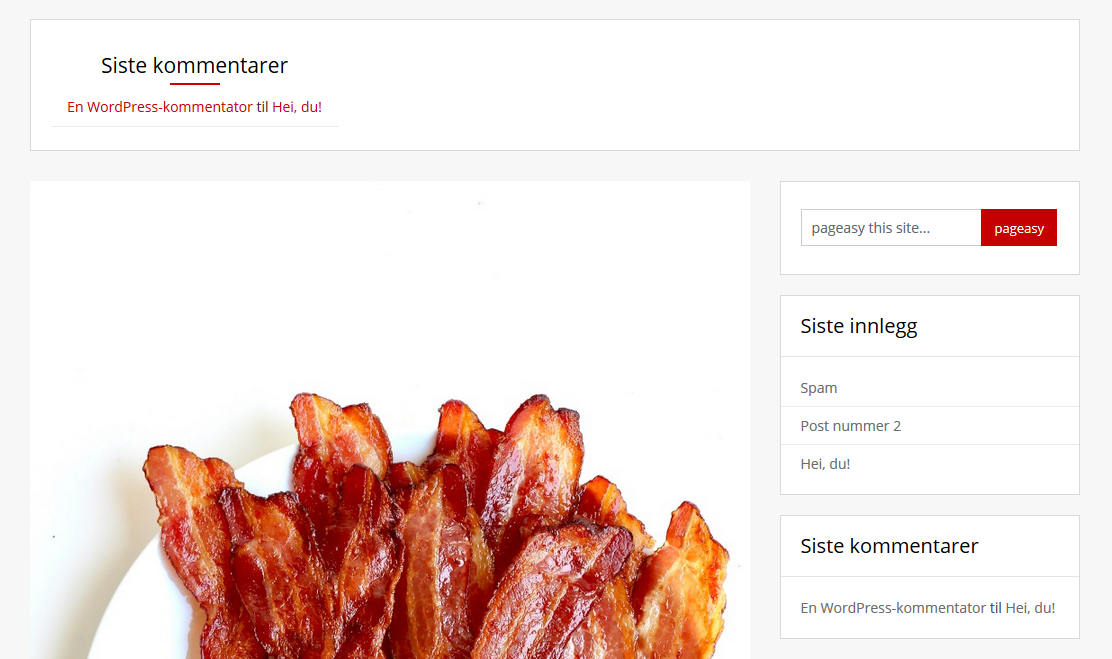 Siste kommentarer
En WordPress-kommentator til Hei, du!
pageasy this site...
pageasy
Siste innlegg
Spam
Post nummer 2
Hei, du!
Siste kommentarer
En WordPress-kommentator til Hei, du!